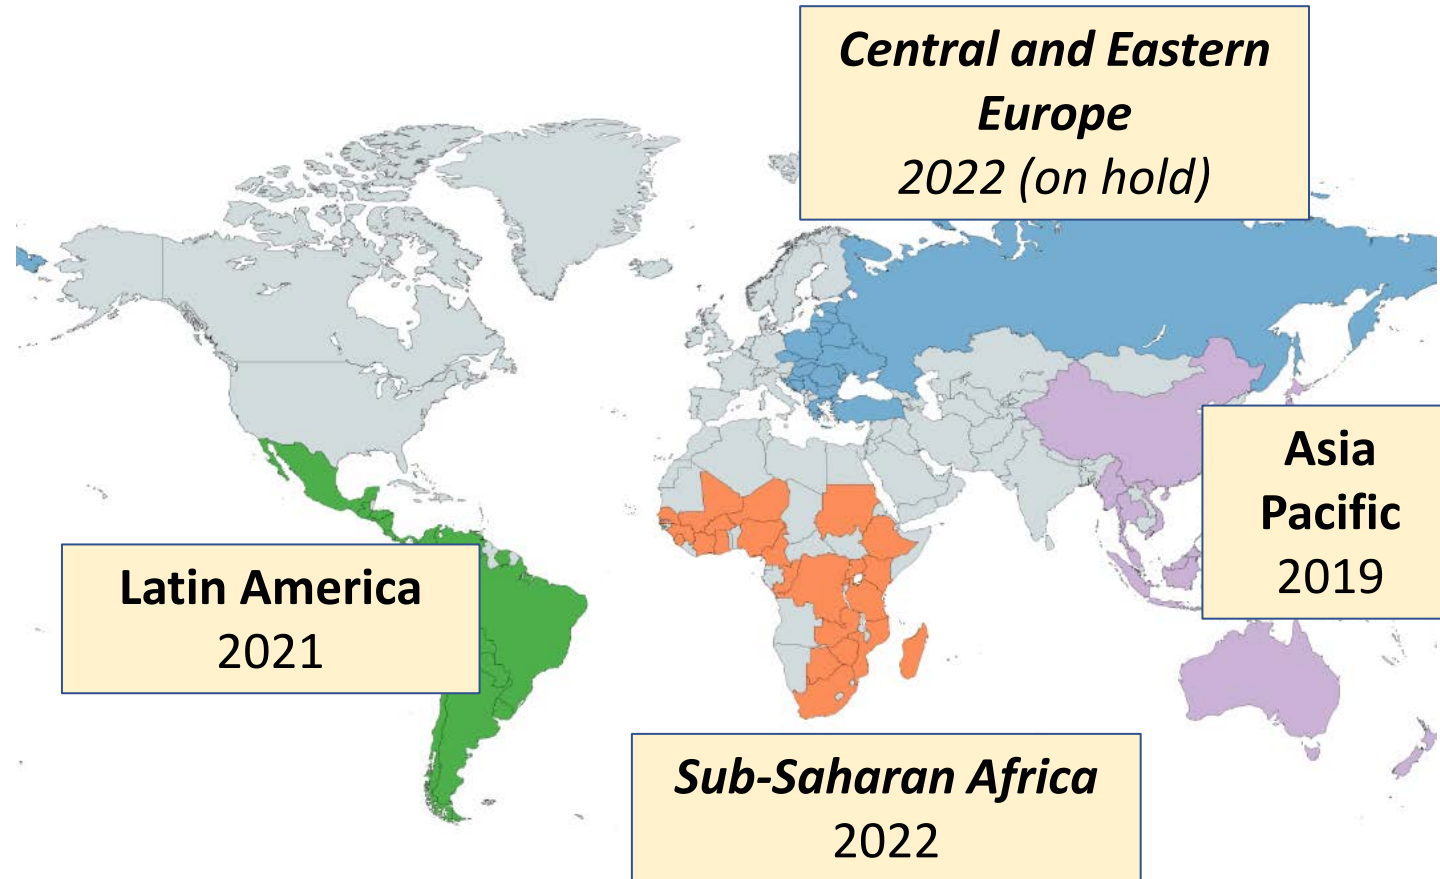 Central and Eastern
Europe
2022 (on hold)
Asia
Pacific
2019
Latin America
2021
Sub-Saharan Africa
2022